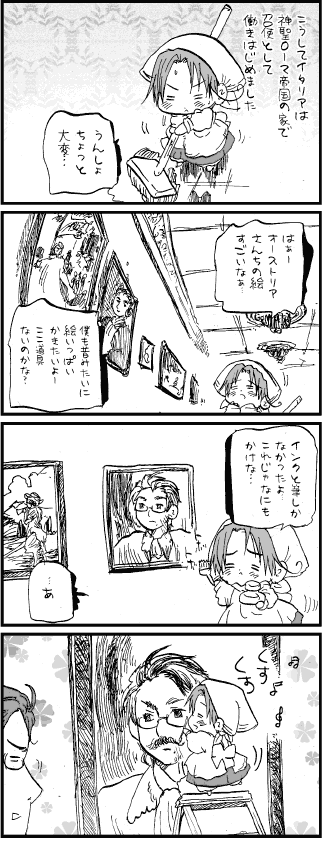 こうしてイタリアは
神聖ローマ帝国の家で
召使として
働きはじめました
うんしょ
ちょっと
大変…
はぁー
オーストリア
さんちの絵
すごいなぁ…
僕も昔みたいに
絵いっぱい
かきたいよー
ここ道具
ないのかな?
インクと筆しか
なかったよ…
これじゃなにも
かけな…
…あ
くすくす